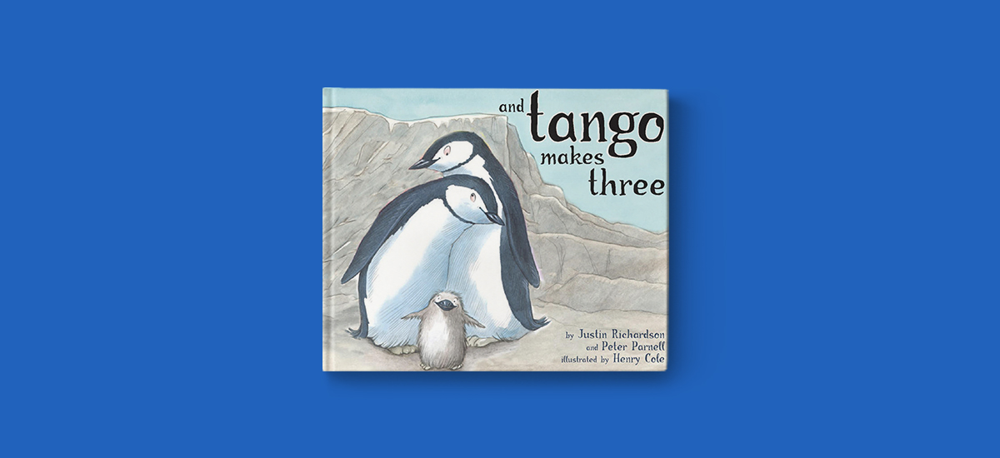 and tango
makes
three
by Justin Richardson
and Peter Parnell
illustrated by Henry Cole